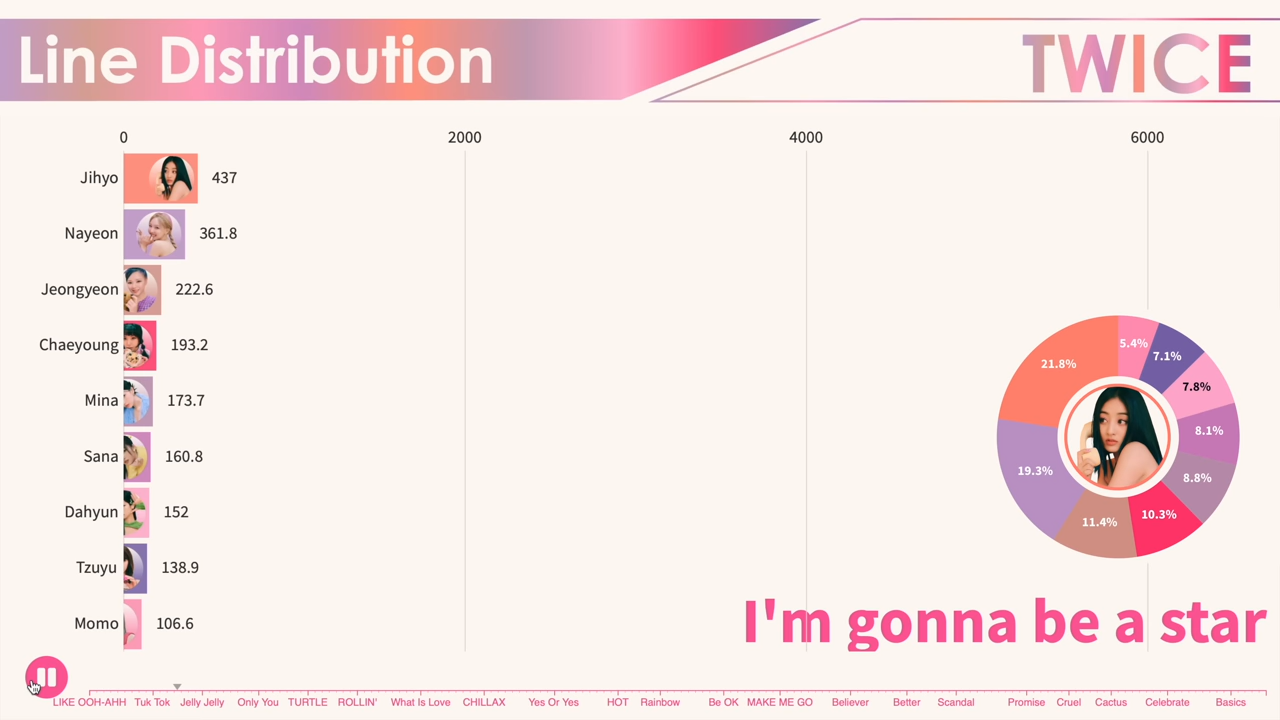 Line Distribution
TWICE
0 2000 4000 6000
Jihyo 437
Nayeon 361.8
Jeongyeon 222.6
Chaeyoung 193.2
Mina 173.7
Sana 160.8
Dahyun 152
Tzuyu 138.9
Momo 106.6
5.4%
7.1%
7.8%
8.1%
8.8%
10.3%
11.4%
19.3%
21.8%
I'm gonna be a star
LIKE OOH-AHH Tuk Tok Jelly Jelly Only You TURTLE ROLLIN' What Is Love CHILLAX Yes Or Yes HOT Rainbow Be OK MAKE ME GO Believer Better Scandal Promise Cruel Cactus Celebrate Basics